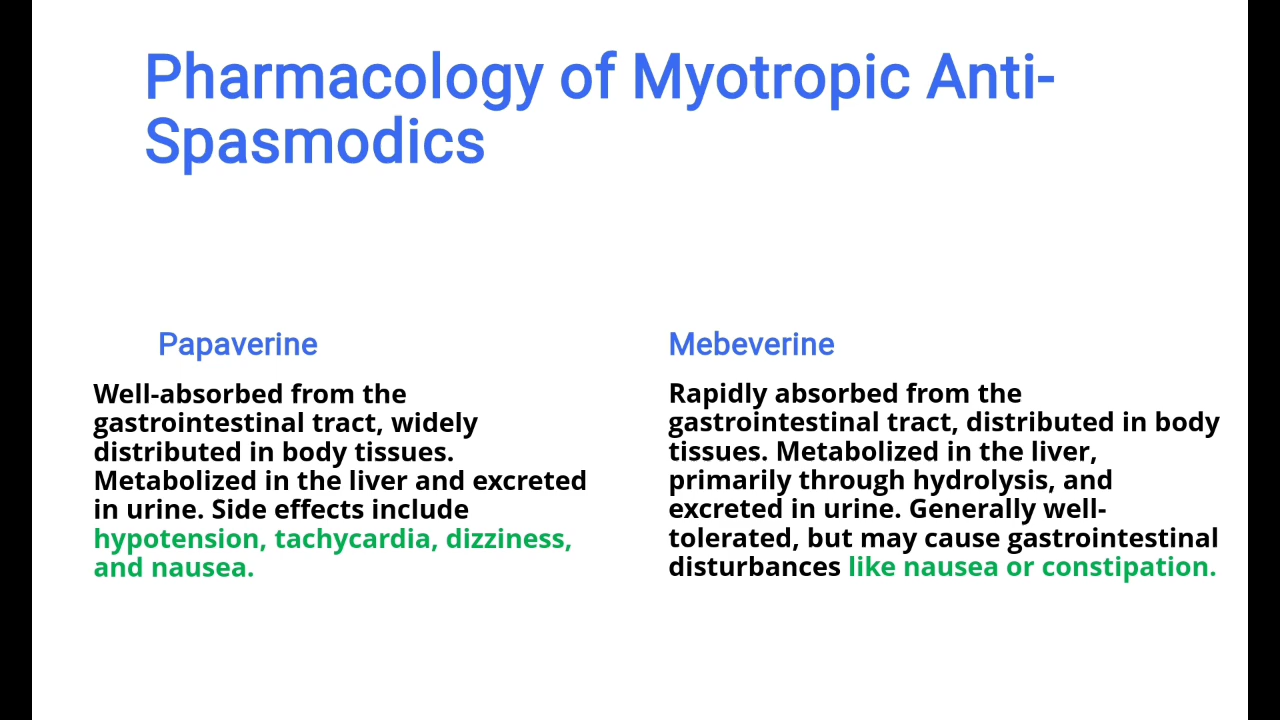 Pharmacology of Myotropic Anti-
Spasmodics
Papaverine
Well-absorbed from the
gastrointestinal tract, widely
distributed in body tissues.
Metabolized in the liver and excreted
in urine. Side effects include
hypotension, tachycardia, dizziness,
and nausea.
Mebeverine
Rapidly absorbed from the
gastrointestinal tract, distributed in body
tissues. Metabolized in the liver,
primarily through hydrolysis, and
excreted in urine. Generally well-
tolerated, but may cause gastrointestinal
disturbances like nausea or constipation.